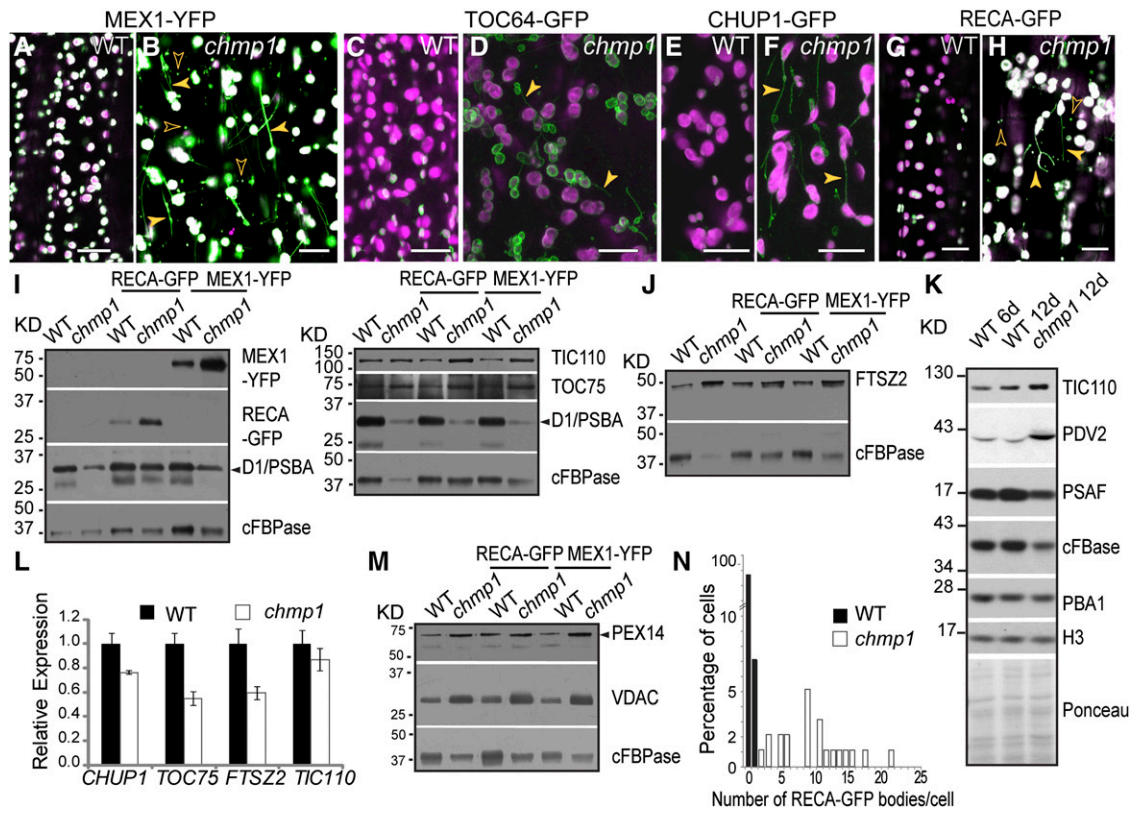 MEX1-YFP TOC64-GFP CHUP1-GFP RECA-GFP
A WT B chmp1 C WT D chmp1 E WT F chmp1 G WT H chmp1
I
RECA-GFP MEX1-YFP
KD WT chmp1 WT chmp1 WT chmp1
75 MEX1
50 -YFP
37 RECA
25 -GFP
50
37 D1/PSBA
25
50
37 cFBPase
RECA-GFP MEX1-YFP
KD WT chmp1 WT chmp1 WT chmp1
150
100 TIC110
75 TOC75
37 D1/PSBA
25
50
37 cFBPase
J
RECA-GFP MEX1-YFP
KD WT chmp1 WT chmp1 WT chmp1
50 FTSZ2
37
50
37 cFBPase
K
KD WT 6d WT 12d chmp1 12d
130 TIC110
43 PDV2
17 PSAF
43 cFBase
34
28 PBA1
17 H3
Ponceau
L
WT chmp1
Relative Expression
1.2
1.0
0.8
0.6
0.4
0.2
0.0
CHUP1 TOC75 FTSZ2 TIC110
M
RECA-GFP MEX1-YFP
KD WT chmp1 WT chmp1 WT chmp1
75 PEX14
37 VDAC
25
50
37 cFBPase
N
WT
chmp1
Percentage of cells
100
10
10
5
2
0
0 5 10 15 20 25
Number of RECA-GFP bodies/cell